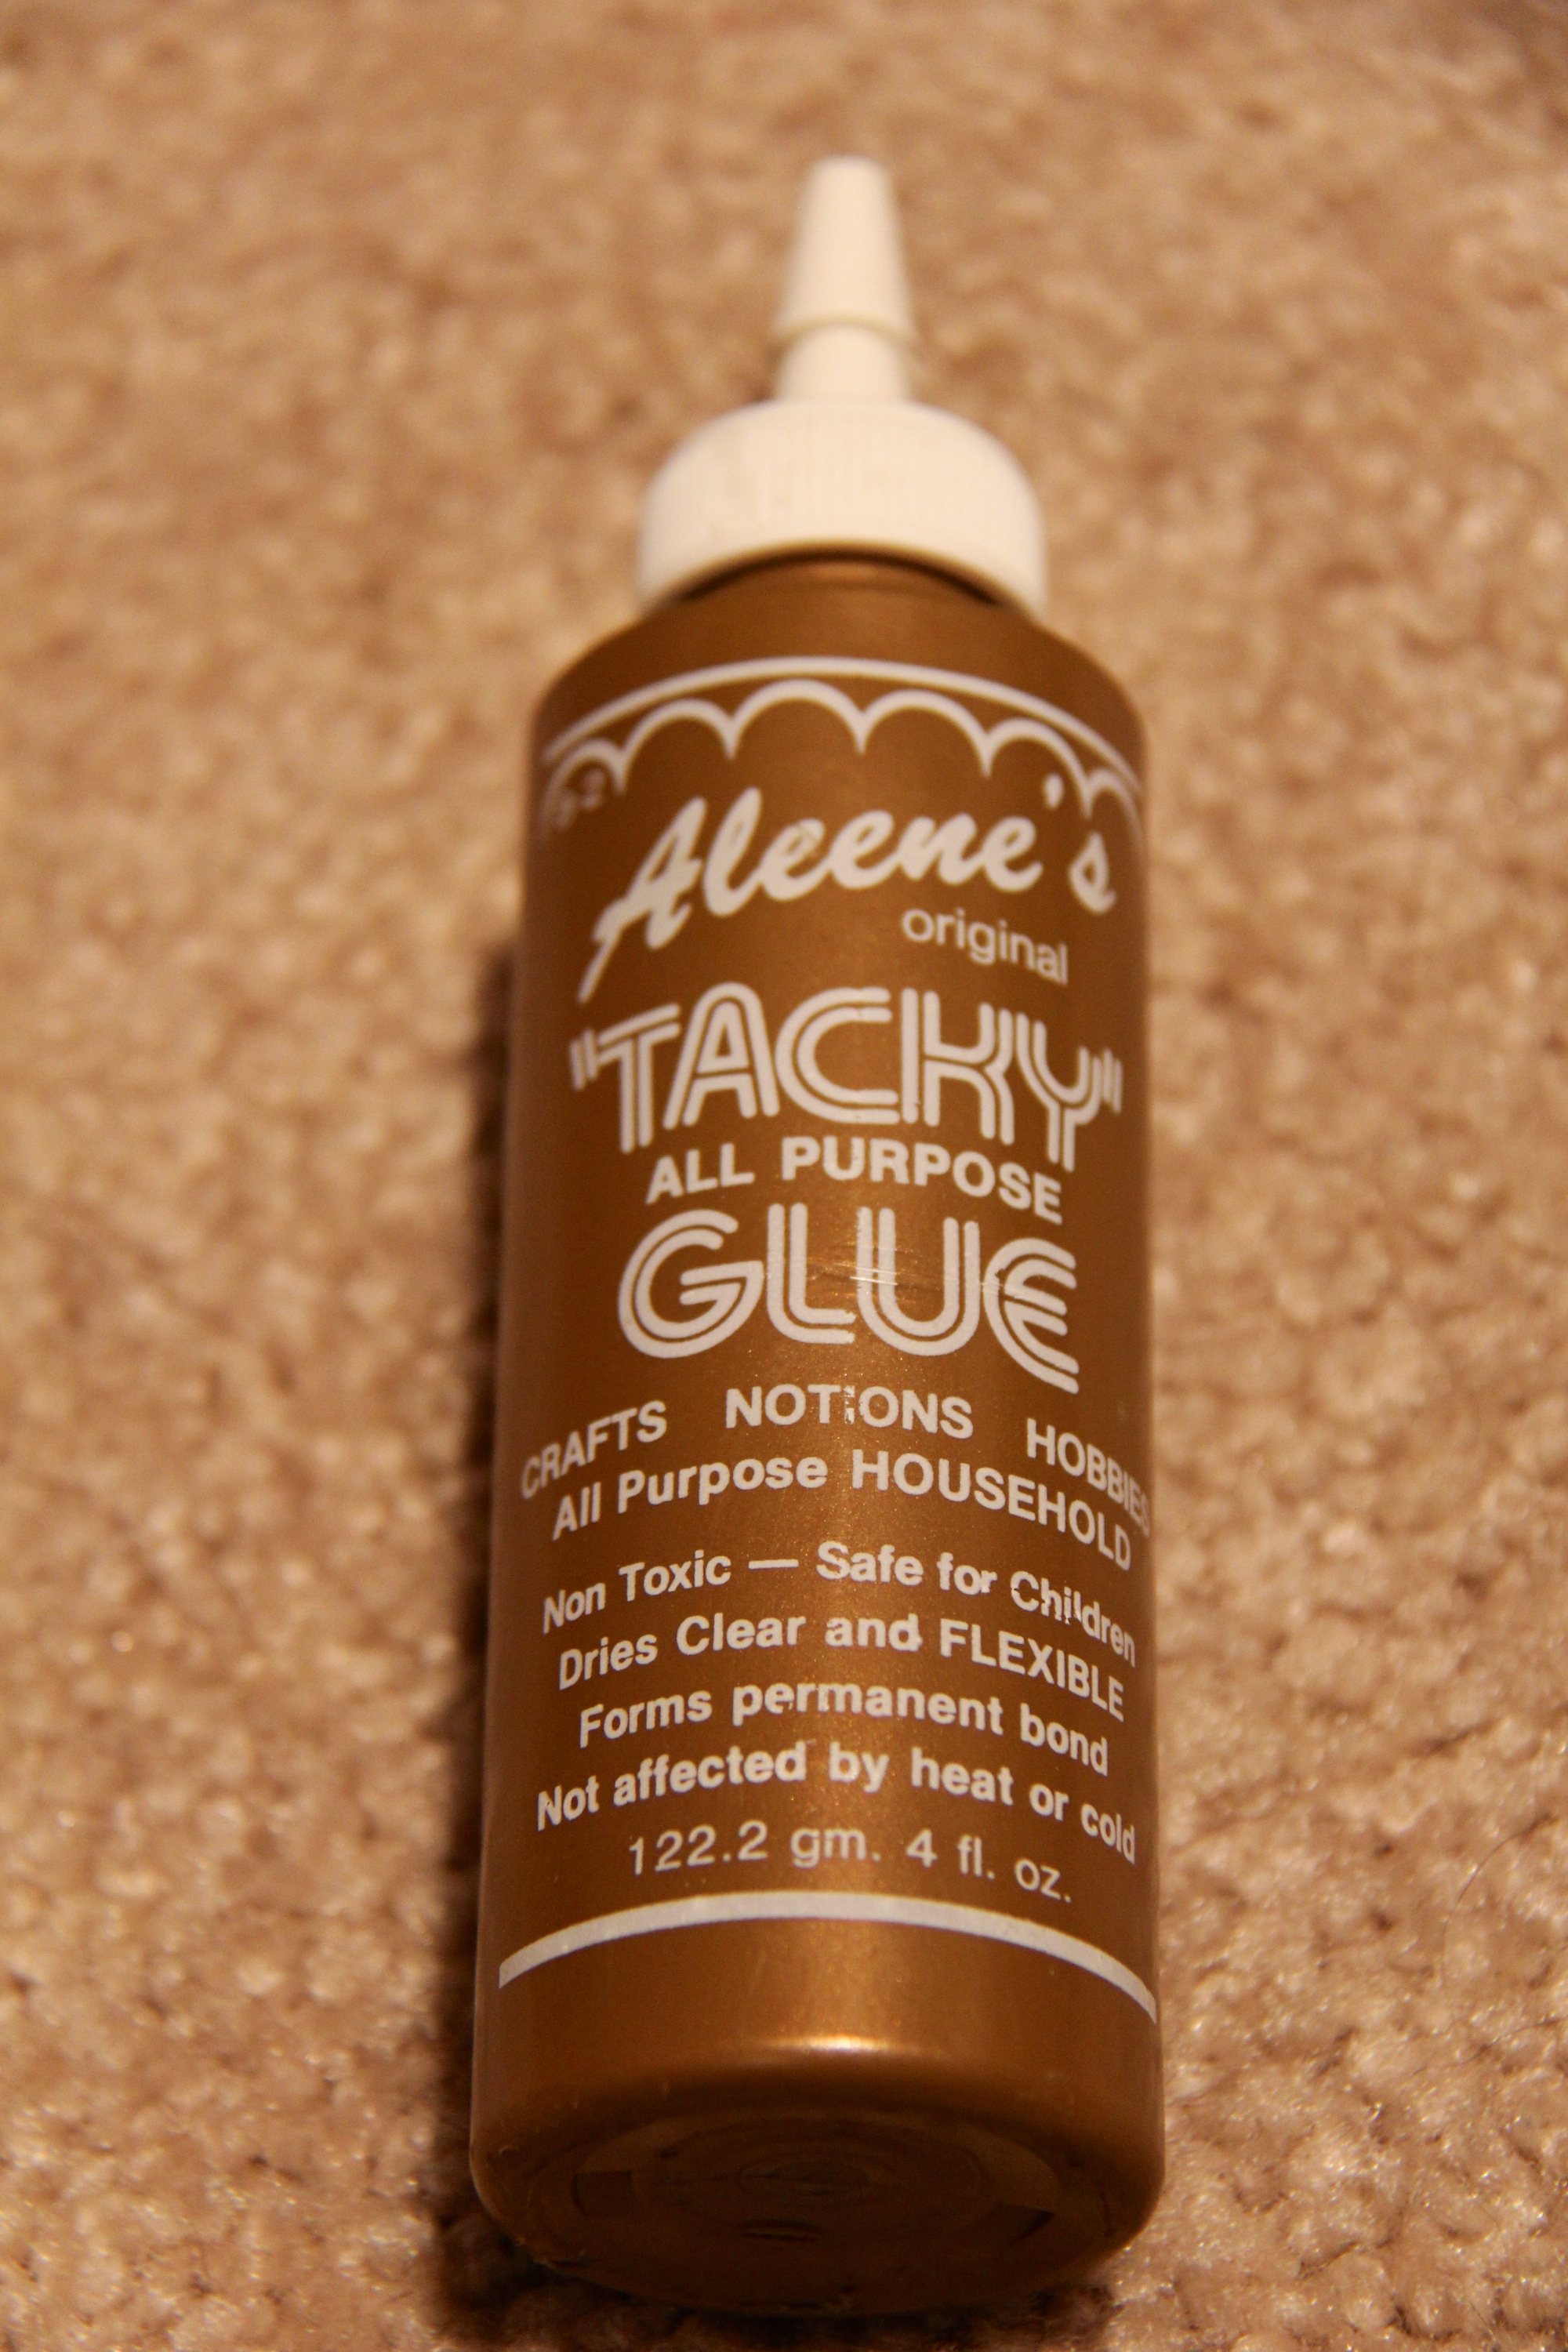 Aleene's
original
"TACKY"
ALL PURPOSE
GLUE
CRAFTS NOTIONS HOBBIES
All Purpose HOUSEHOLD
Non Toxic — Safe for Children
Dries Clear and FLEXIBLE
Forms permanent bond
Not affected by heat or cold
122.2 gm. 4 fl. oz.